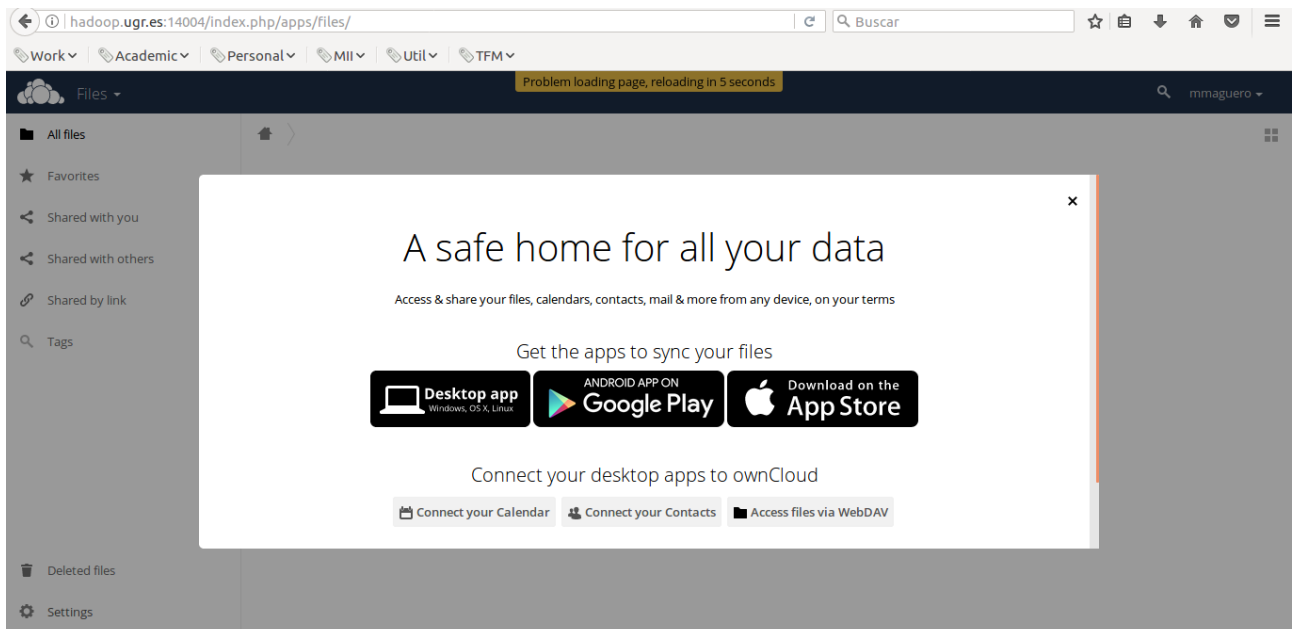 hadoop.ugr.es:14004/index.php/apps/files/
Buscar
Work Academic Personal MII Util TFM
Files
Problem loading page, reloading in 5 seconds
mmaguero
All files
Favorites
Shared with you
Shared with others
Shared by link
Tags
A safe home for all your data
Access & share your files, calendars, contacts, mail & more from any device, on your terms
Get the apps to sync your files
Desktop app
Windows, OS X, Linux
ANDROID APP ON
Google Play
Download on the
App Store
Connect your desktop apps to ownCloud
Connect your Calendar Connect your Contacts Access files via WebDAV
Deleted files
Settings